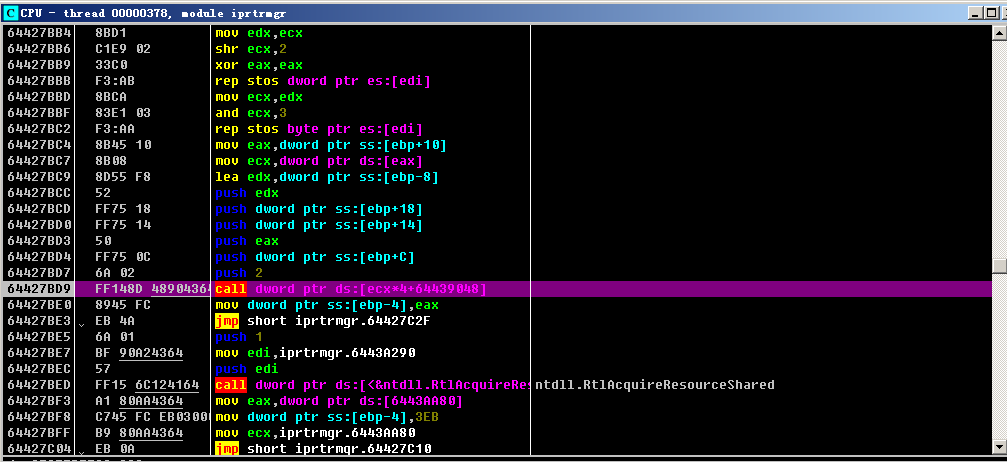 C CPU - thread 00000378, module iprtrmgr
64427BB4 8BD1 mov edx,ecx
64427BB6 C1E9 02 shr ecx,2
64427BB9 33C0 xor eax,eax
64427BBB F3:AB rep stos dword ptr es:[edi]
64427BBD 8BCA mov ecx,edx
64427BBF 83E1 03 and ecx,3
64427BC2 F3:AA rep stos byte ptr es:[edi]
64427BC4 8B45 10 mov eax,dword ptr ss:[ebp+10]
64427BC7 8B08 mov ecx,dword ptr ds:[eax]
64427BC9 8D55 F8 lea edx,dword ptr ss:[ebp-8]
64427BCC 52 push edx
64427BCD FF75 18 push dword ptr ss:[ebp+18]
64427BD0 FF75 14 push dword ptr ss:[ebp+14]
64427BD3 50 push eax
64427BD4 FF75 0C push dword ptr ss:[ebp+C]
64427BD7 6A 02 push 2
64427BD9 FF148D 4890436 call dword ptr ds:[ecx*4+64439048]
64427BE0 8945 FC mov dword ptr ss:[ebp-4],eax
64427BE3 EB 4A jmp short iprtrmgr.64427C2F
64427BE5 6A 01 push 1
64427BE7 BF 90A24364 mov edi,iprtrmgr.6443A290
64427BEC 57 push edi
64427BED FF15 6C124164 call dword ptr ds:[<&ntdll.RtlAcquireRes ntdll.RtlAcquireResourceShared
64427BF3 A1 80AA4364 mov eax,dword ptr ds:[6443AA80]
64427BF8 C745 FC EB0300 mov dword ptr ss:[ebp-4],3EB
64427BFF B9 80AA4364 mov ecx,iprtrmgr.6443AA80
64427C04 EB 0A jmp short iprtrmgr.64427C10